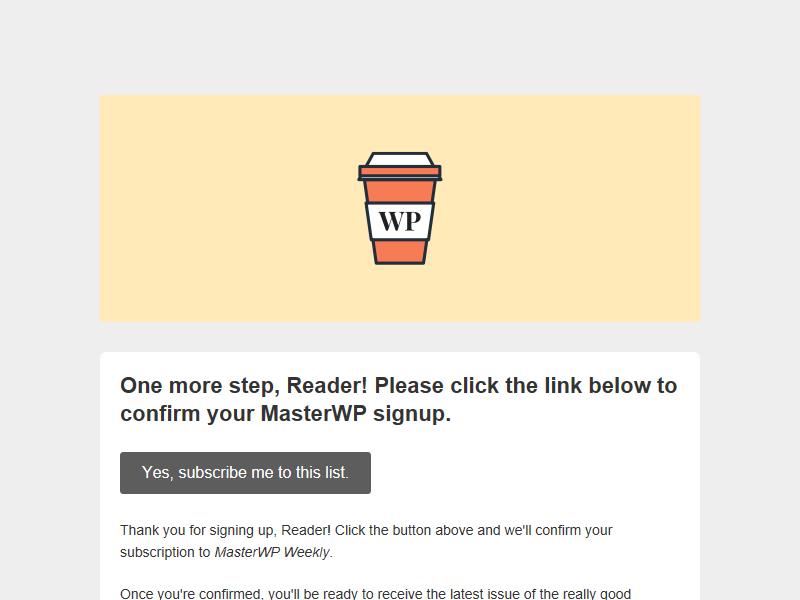 WP
One more step, Reader! Please click the link below to
confirm your MasterWP signup.
Yes, subscribe me to this list.
Thank you for signing up, Reader! Click the button above and we'll confirm your
subscription to MasterWP Weekly.
Once you're confirmed, you'll be ready to receive the latest issue of the really good